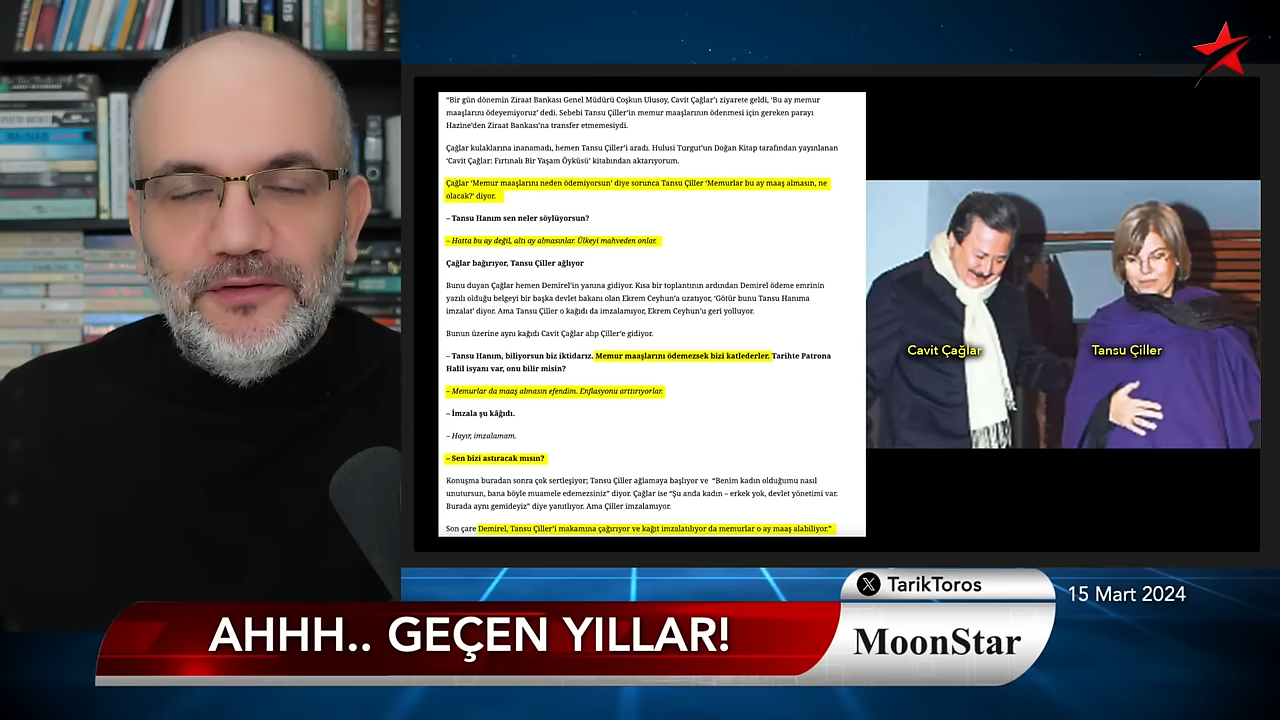 “Bir gün dönemin Ziraat Bankası Genel Müdürü Coşkun Ulusoy, Cavit Çağlar’ı ziyarete geldi, ‘Bu ay memur
maaşlarını ödeyemiyoruz’ dedi. Sebebi Tansu Çiller’in memur maaşlarının ödenmesi için gereken parayı
Hazine’den Ziraat Bankası’na transfer etmemesiydi.
Çağlar kulaklarına inanamadı, hemen Tansu Çiller’i aradı. Hulusi Turgut’un Doğan Kitap tarafından yayınlanan
‘Cavit Çağlar: Fırtınalı Bir Yaşam Öyküsü’ kitabından aktarıyorum.
Çağlar ‘Memur maaşlarını neden ödemiyorsun’ diye sorunca Tansu Çiller ‘Memurlar bu ay maaş almasın, ne
olacak?’ diyor.
– Tansu Hanım sen neler söylüyorsun?
– Hatta bu ay değil, altı ay almasınlar. Ülkeyi mahveden onlar.
Çağlar bağırıyor, Tansu Çiller ağlıyor
Bunu duyan Çağlar hemen Demirel’in yanına gidiyor. Kısa bir toplantının ardından Demirel ödeme emrinin
yazılı olduğu belgeyi bir başka devlet bakanı olan Ekrem Ceyhun’a uzatıyor, ‘Götür bunu Tansu Hanıma
imzalat’ diyor. Ama Tansu Çiller o kağıdı da imzalamıyor, Ekrem Ceyhun’u geri yolluyor.
Bunun üzerine aynı kağıdı Cavit Çağlar alıp Çiller’e gidiyor.
– Tansu Hanım, biliyorsun biz iktidarız. Memur maaşlarını ödemezsek bizi katlederler. Tarihte Patrona
Halil isyanı var, onu bilir misin?
– Memurlar da maaş almasın efendim. Enflasyonu arttırıyorlar.
– İmzala şu kâğıdı.
– Hayır, imzalamam.
– Sen bizi astıracak mısın?
Konuşma buradan sonra çok sertleşiyor; Tansu Çiller ağlamaya başlıyor ve “Benim kadın olduğumu nasıl
unutursun, bana böyle muamele edemezsiniz” diyor. Çağlar ise “Şu anda kadın – erkek yok, devlet yönetimi var.
Burada aynı gemideyiz” diye yanıtlıyor. Ama Çiller imzalamıyor.
Son çare Demirel, Tansu Çiller’i makamına çağırıyor ve kağıt imzalatılıyor da memurlar o ay maaş alabiliyor.”
Cavit Çağlar
Tansu Çiller
TarikToros
15 Mart 2024
AHHH.. GEÇEN YILLAR!
MoonStar